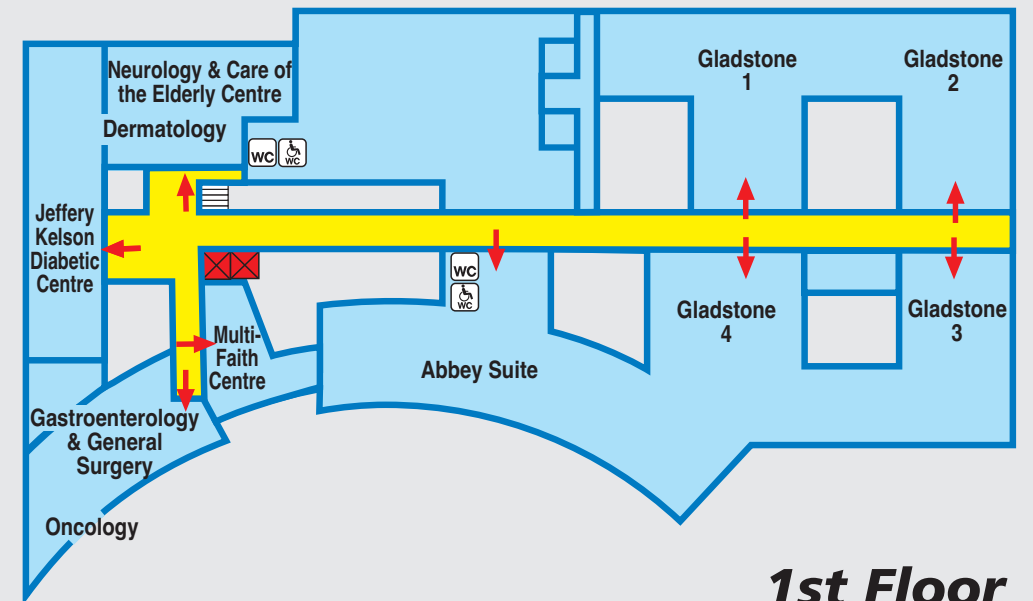 Neurology & Care of
the Elderly Centre
Dermatology
WC
WC
Gladstone
1
Gladstone
2
Jeffery
Kelson
Diabetic
Centre
WC
WC
Gladstone
4
Gladstone
3
Multi-
Faith
Centre
Abbey Suite
Gastroenterology
& General
Surgery
Oncology
1st Floor